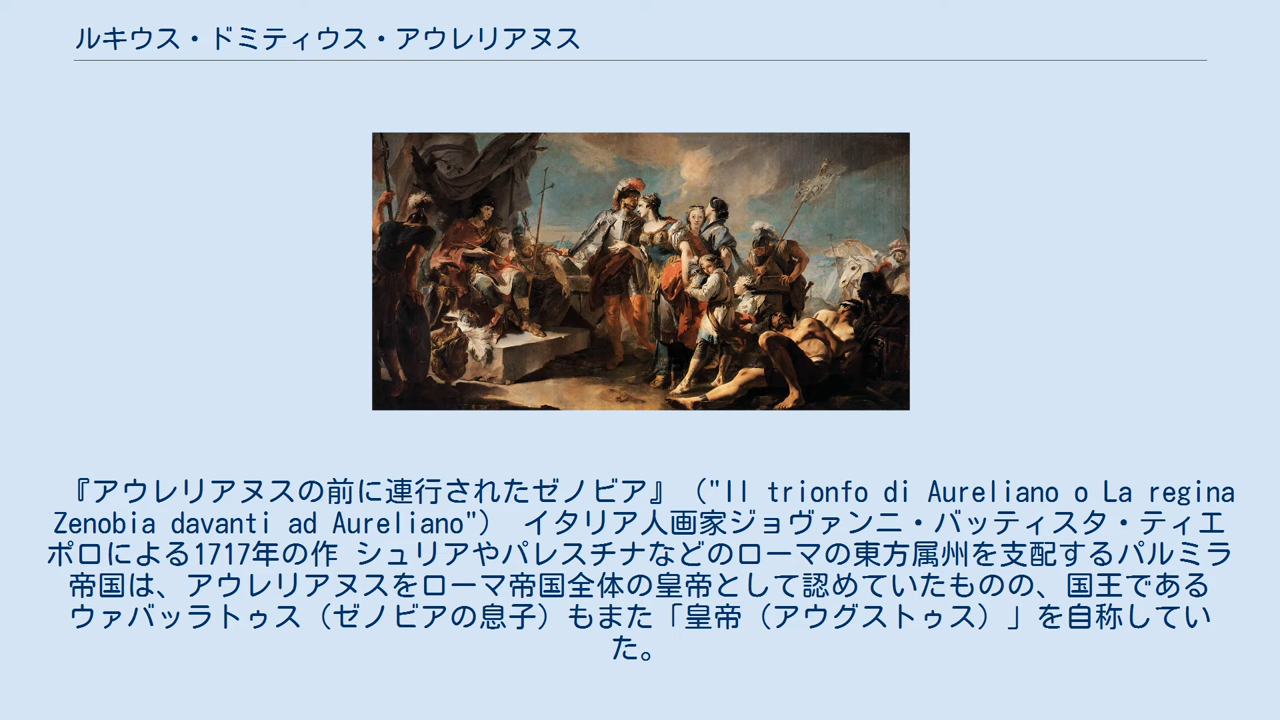 ルキウス・ドミティウス・アウレリアヌス
『アウレリアヌスの前に連行されたゼノビア』（"Il trionfo di Aureliano o La regina
Zenobia davanti ad Aureliano"） イタリア人画家ジョヴァンニ・バッティスタ・ティエ
ポロによる1717年の作 シュリアやパレスチナなどのローマの東方属州を支配するパルミラ
帝国は、アウレリアヌスをローマ帝国全体の皇帝として認めていたものの、国王である
ウァバッラトゥス（ゼノビアの息子）もまた「皇帝（アウグストゥス）」を自称してい
た。